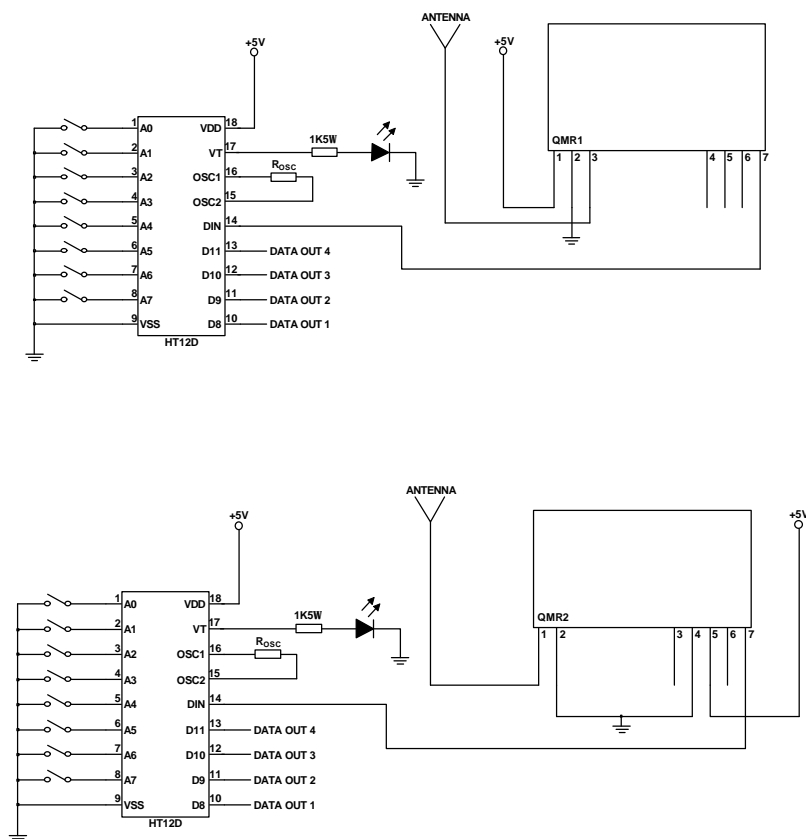 ANTENNA
+5V
+5V
1 A0 VDD 18
1K5W
2 A1 VT 17
QMR1
1 2 3 4 5 6 7
3 A2 OSC1 16
ROSC
4 A3 OSC2 15
5 A4 DIN 14
6 A5 D11 13 DATA OUT 4
7 A6 D10 12 DATA OUT 3
8 A7 D9 11 DATA OUT 2
9 VSS D8 10 DATA OUT 1
HT12D
ANTENNA
+5V
+5V
1 A0 VDD 18
1K5W
2 A1 VT 17
QMR2
1 2 3 4 5 6 7
3 A2 OSC1 16
ROSC
4 A3 OSC2 15
5 A4 DIN 14
6 A5 D11 13 DATA OUT 4
7 A6 D10 12 DATA OUT 3
8 A7 D9 11 DATA OUT 2
9 VSS D8 10 DATA OUT 1
HT12D